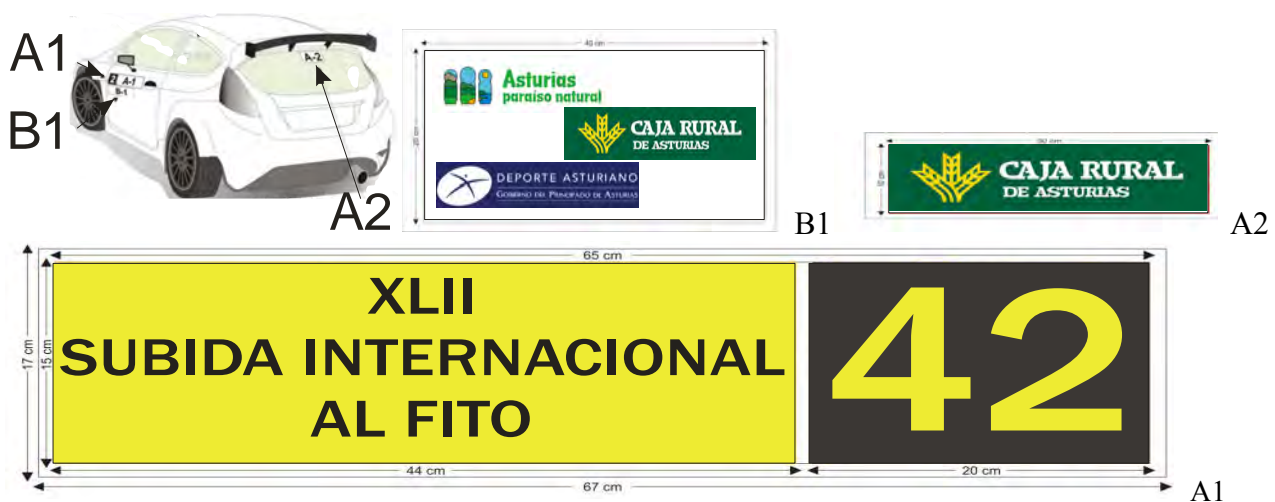 A1
B1
A2
2 A-1
B-1
A-2
Asturias
paraíso natural
CAJA RURAL
DE ASTURIAS
DEPORTE ASTURIANO
GOBIERNO DEL PRINCIPADO DE ASTURIAS
B1
CAJA RURAL
DE ASTURIAS
A2
65 cm
17 cm
15 cm
XLII
SUBIDA INTERNACIONAL
AL FITO
42
44 cm
20 cm
67 cm
A1